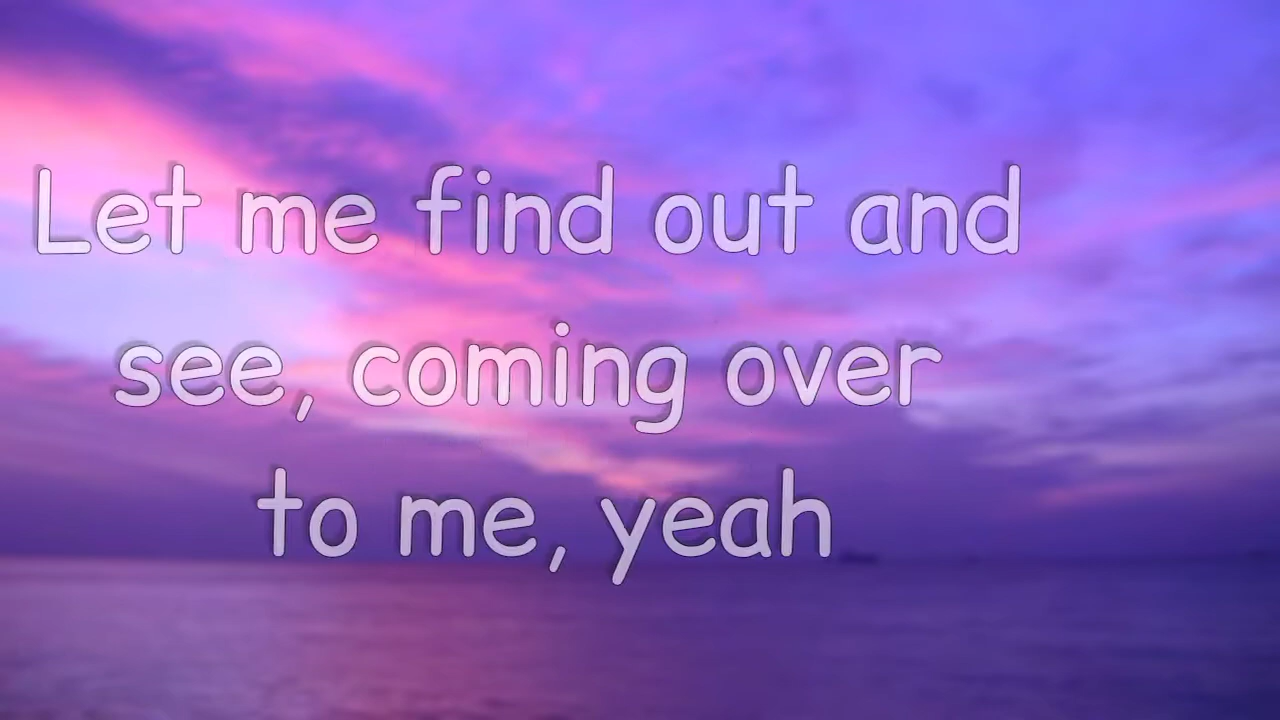 Let me find out and
see, coming over
to me, yeah